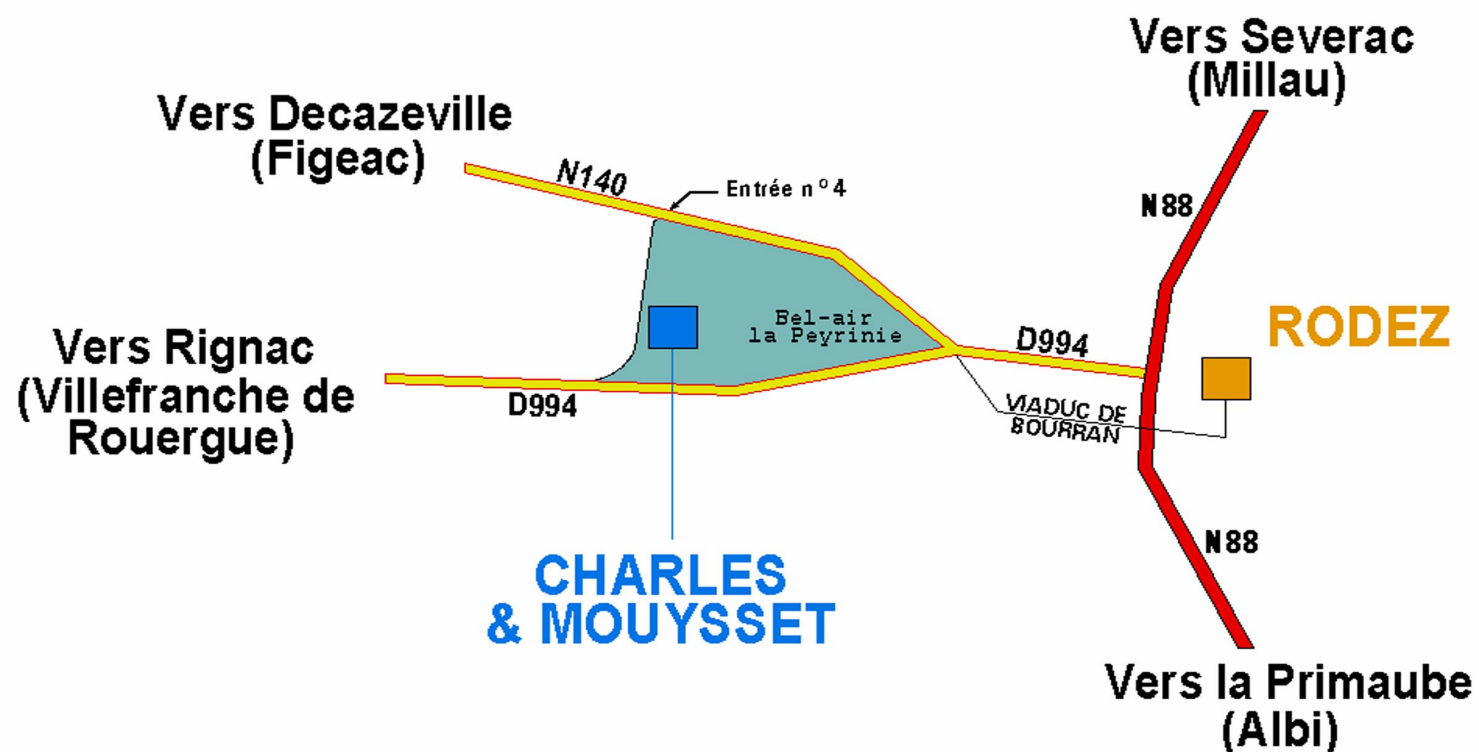 Vers Severac
(Millau)
Vers Decazeville
(Figeac)
N140
Entrée n° 4
N88
RODEZ
Bel-air
la Peyrinie
D994
Vers Rignac
(Villefranche de
Rouergue)
D994
VIADUC DE
BOURRAN
N88
CHARLES
& MOUYSSET
Vers la Primaube
(Albi)